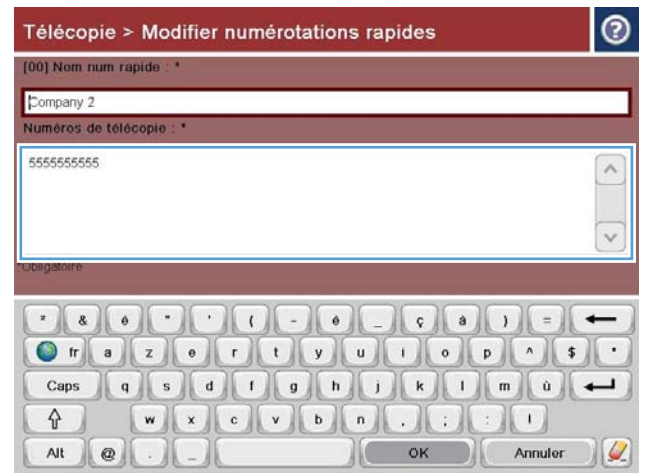 Télécopie > Modifier numérotations rapides ?
[00] Nom num rapide : *
Company 2
Numéros de télécopie : *
5555555555
*Obligatoire
² & é " ' ( - è _ ç à ) =
fr a z e r t y u i o p ^ $ *
Caps q s d f g h j k l m ù
w x c v b n , ; : !
Alt @ . _ OK Annuler